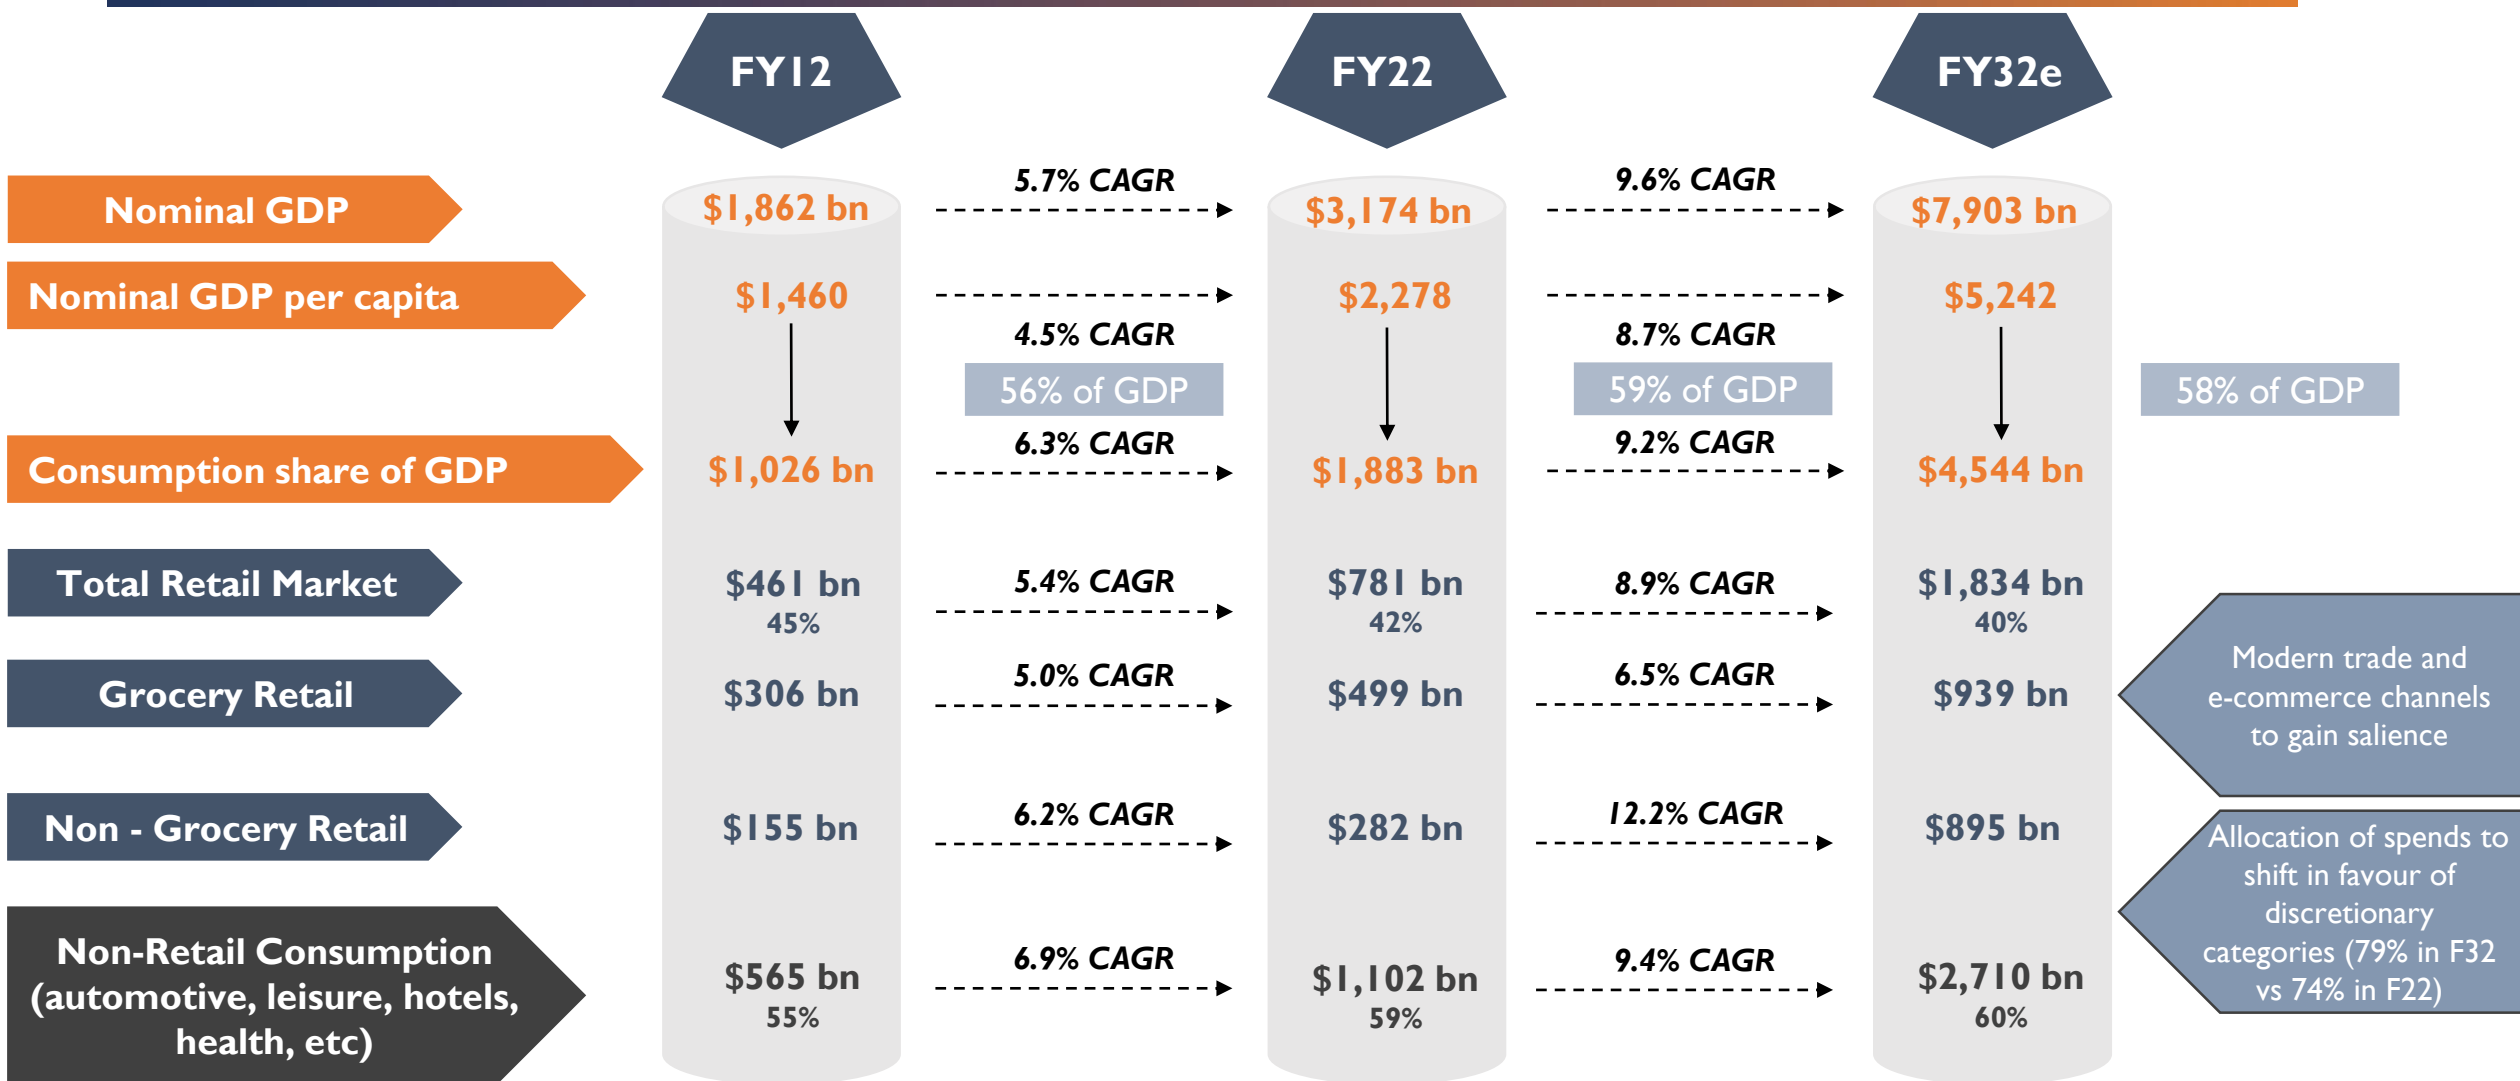 FY12
FY22
FY32e
Nominal GDP
$1,862 bn
5.7% CAGR
$3,174 bn
9.6% CAGR
$7,903 bn
Nominal GDP per capita
$1,460
4.5% CAGR
$2,278
8.7% CAGR
$5,242
56% of GDP
59% of GDP
58% of GDP
Consumption share of GDP
$1,026 bn
6.3% CAGR
$1,883 bn
9.2% CAGR
$4,544 bn
Total Retail Market
$461 bn
45%
5.4% CAGR
$781 bn
42%
8.9% CAGR
$1,834 bn
40%
Grocery Retail
$306 bn
5.0% CAGR
$499 bn
6.5% CAGR
$939 bn
Modern trade and
e-commerce channels
to gain salience
Non - Grocery Retail
$155 bn
6.2% CAGR
$282 bn
12.2% CAGR
$895 bn
Allocation of spends to
shift in favour of
discretionary
categories (79% in F32
vs 74% in F22)
Non-Retail Consumption
(automotive, leisure, hotels,
health, etc)
$565 bn
55%
6.9% CAGR
$1,102 bn
59%
9.4% CAGR
$2,710 bn
60%